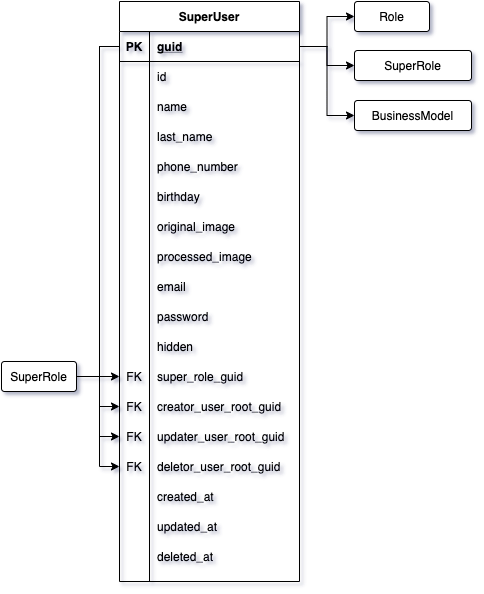 SuperUser
Role
PK guid
SuperRole
id
name
BusinessModel
last_name
phone_number
birthday
original_image
processed_image
email
password
hidden
SuperRole
FK super_role_guid
FK creator_user_root_guid
FK updater_user_root_guid
FK deletor_user_root_guid
created_at
updated_at
deleted_at